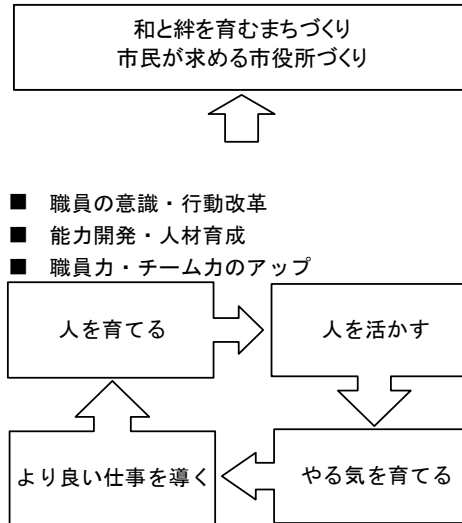 和と絆を育むまちづくり
市民が求める市役所づくり
■ 職員の意識・行動改革
■ 能力開発・人材育成
■ 職員力・チーム力のアップ
人を育てる
人を活かす
より良い仕事を導く
やる気を育てる